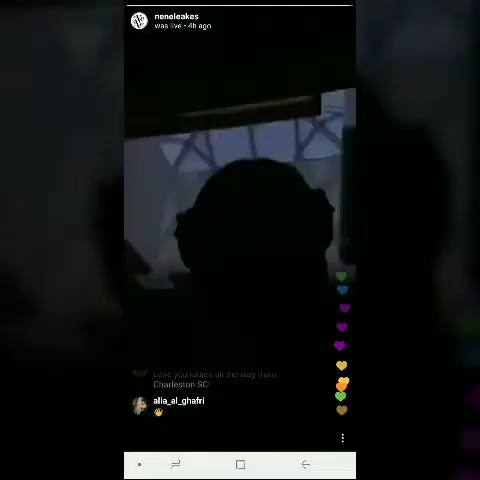 neneleakes
was live • 4h ago
Love you ladies all the way from
Charleston SC!
alia_al_ghafri
👋